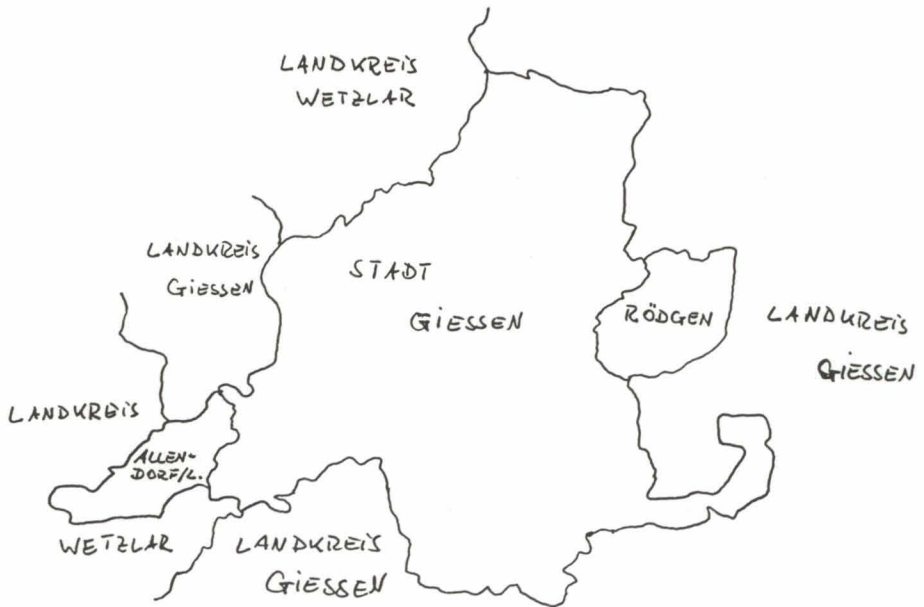 LANDKREIS
WETZLAR
LANDKREIS
GIESSEN
STADT
GIESSEN
RÖDGEN
LANDKREIS
GIESSEN
LANDKREIS
ALLEN-
DORF/L.
WETZLAR
LANDKREIS
GIESSEN